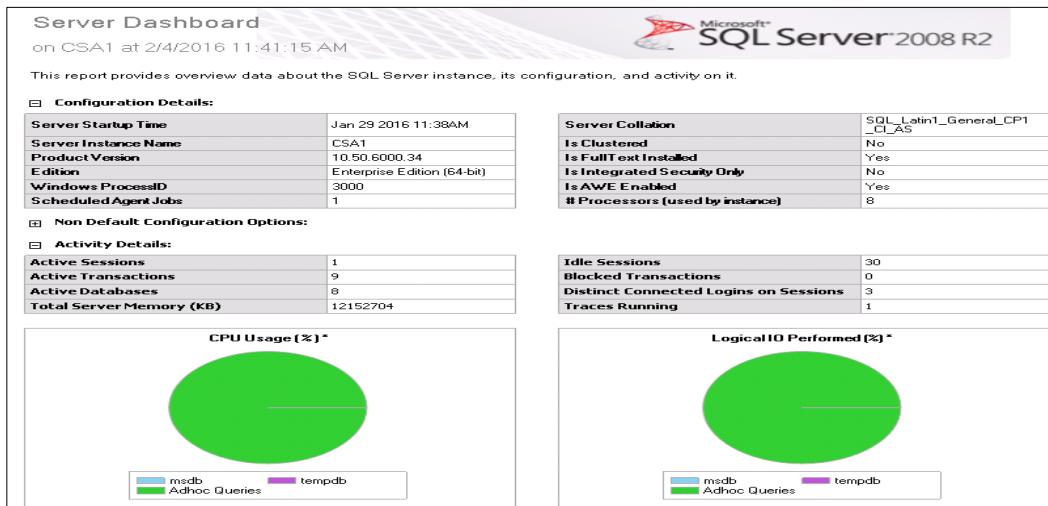 Server Dashboard
on CSA1 at 2/4/2016 11:41:15 AM
Microsoft®
SQL Server® 2008 R2
This report provides overview data about the SQL Server instance, its configuration, and activity on it.
Configuration Details:
Server Startup Time Jan 29 2016 11:38AM
Server Instance Name CSA1
Product Version 10.50.6000.34
Edition Enterprise Edition (64-bit)
Windows ProcessID 3000
Scheduled Agent Jobs 1
Server Collation SQL_Latin1_General_CP1
_CI_AS
Is Clustered No
Is FullText Installed Yes
Is Integrated Security Only No
Is AWE Enabled Yes
# Processors (used by instance) 8
Non Default Configuration Options:
Activity Details:
Active Sessions 1
Active Transactions 9
Active Databases 8
Total Server Memory (KB) 12152704
Idle Sessions 30
Blocked Transactions 0
Distinct Connected Logins on Sessions 3
Traces Running 1
CPU Usage (%)*
msdb tempdb
Adhoc Queries
Logical IO Performed (%)*
msdb tempdb
Adhoc Queries